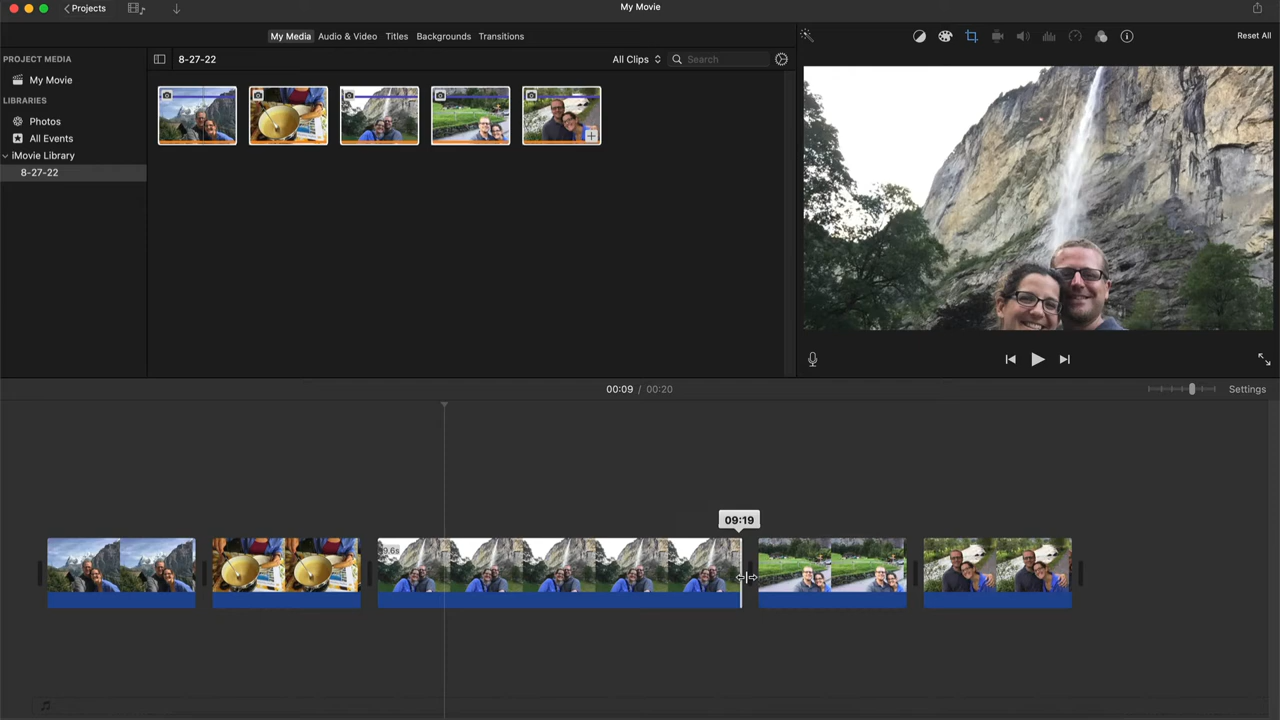 Projects
My Movie
My Media
Audio & Video
Titles
Backgrounds
Transitions
Reset All
PROJECT MEDIA
My Movie
LIBRARIES
Photos
All Events
iMovie Library
8-27-22
8-27-22
All Clips
Search
00:09 / 00:20
Settings
09:19
9.6s